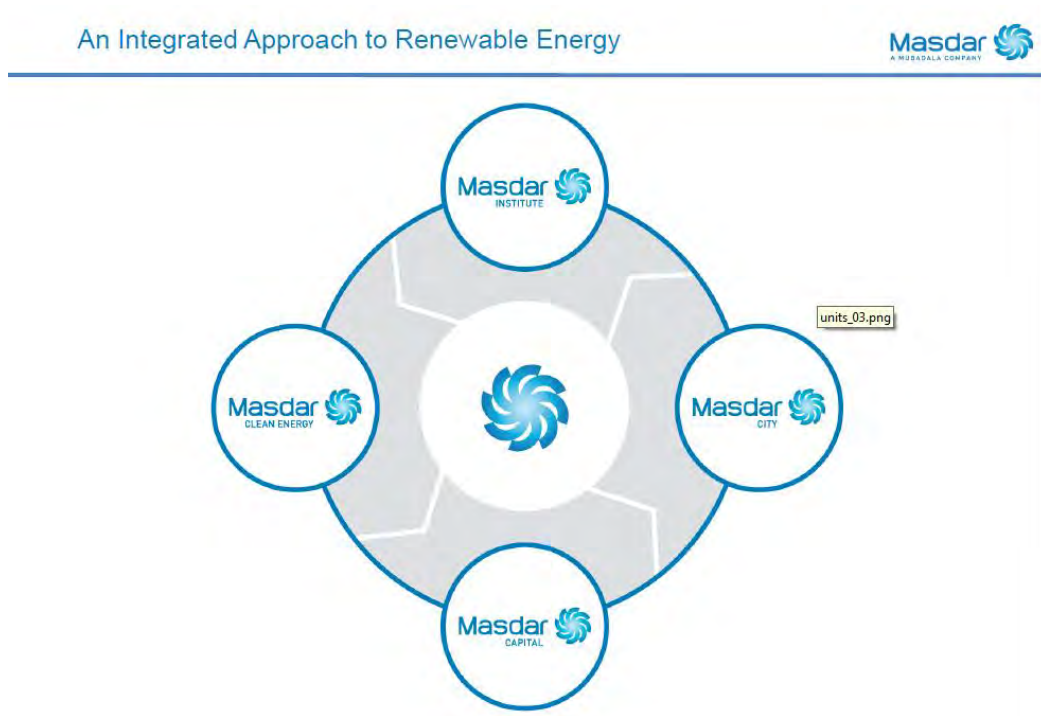 An Integrated Approach to Renewable Energy
Masdar
A MUBADALA COMPANY
Masdar
INSTITUTE
units_03.png
Masdar
CLEAN ENERGY
Masdar
CITY
Masdar
CAPITAL